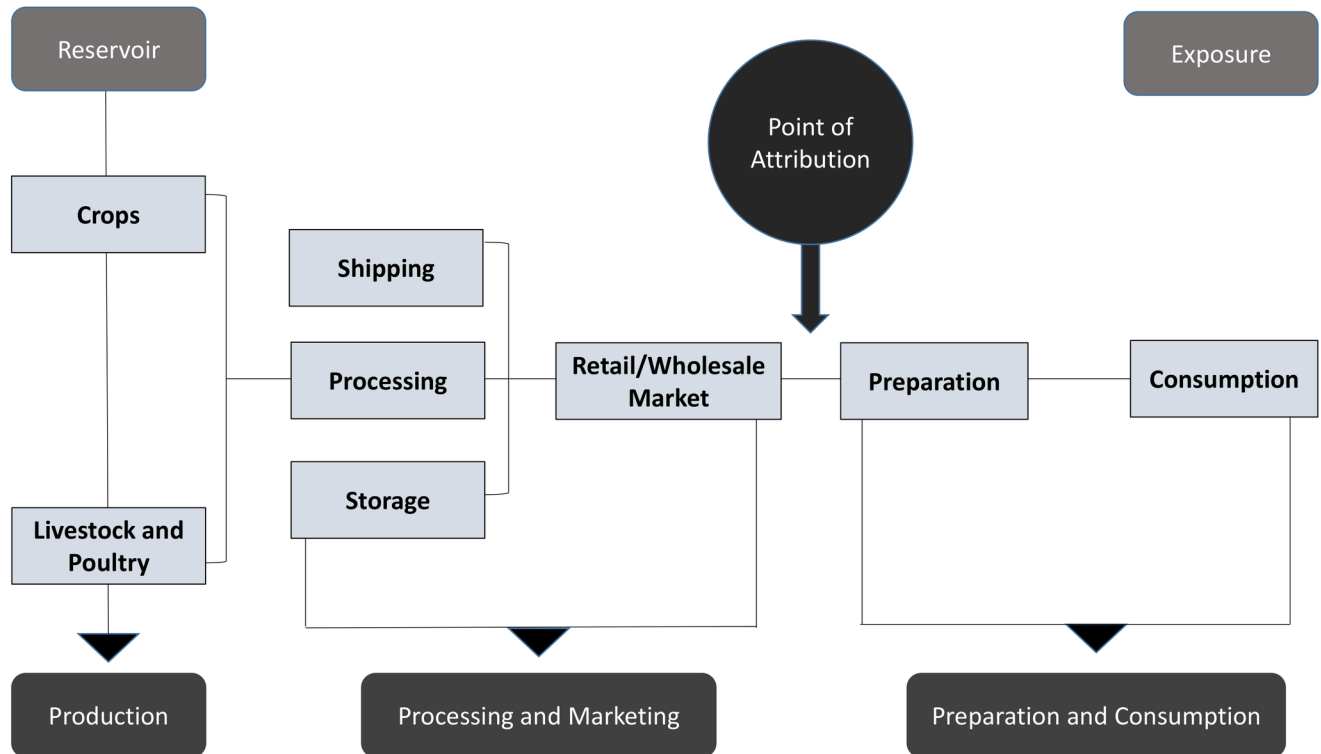 Reservoir
Exposure
Point of
Attribution
Crops
Shipping
Processing
Retail/Wholesale
Market
Preparation
Consumption
Storage
Livestock and
Poultry
Production
Processing and Marketing
Preparation and Consumption